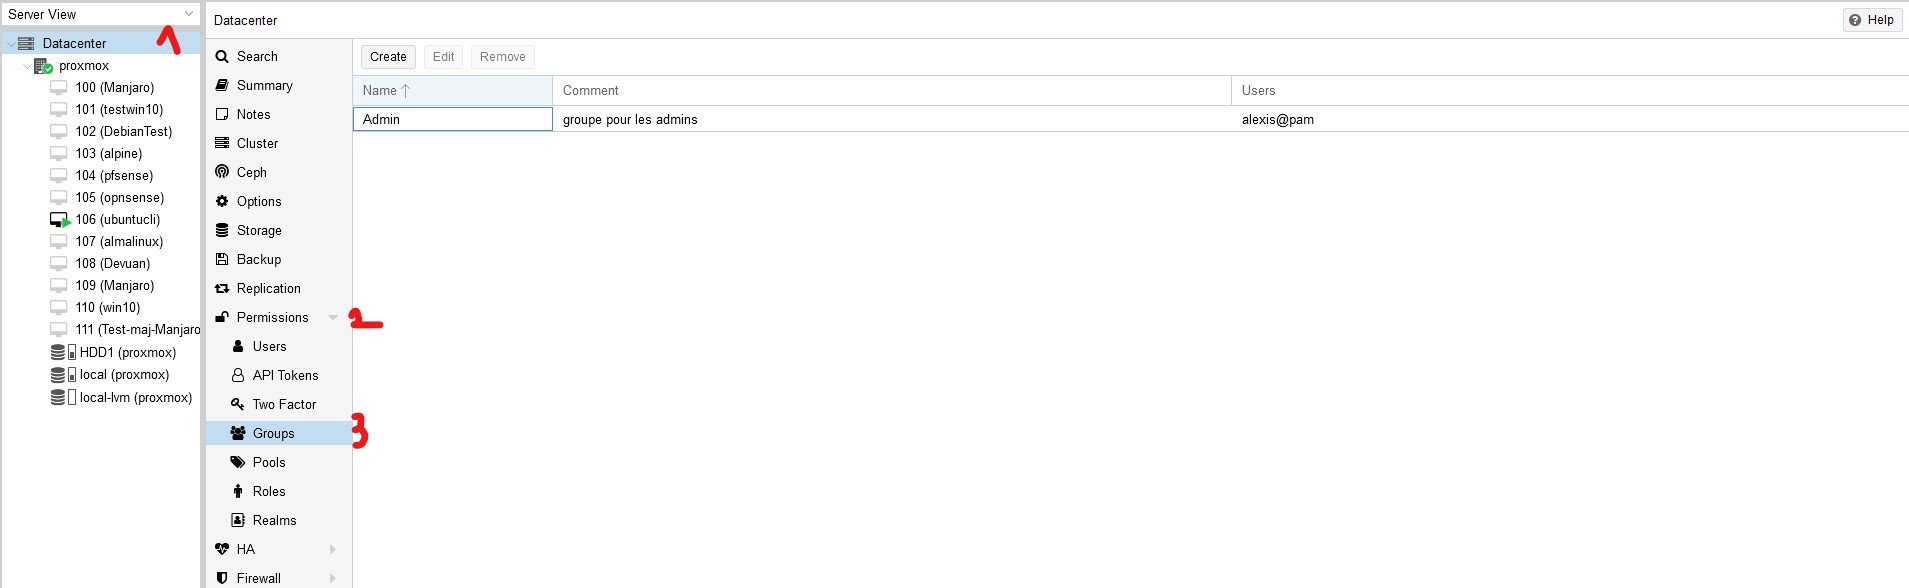 Server View
1
Datacenter
proxmox
100 (Manjaro)
101 (testwin10)
102 (DebianTest)
103 (alpine)
104 (pfsense)
105 (opnsense)
106 (ubuntucli)
107 (almalinux)
108 (Devuan)
109 (Manjaro)
110 (win10)
111 (Test-maj-Manjaro
HDD1 (proxmox)
local (proxmox)
local-lvm (proxmox)
Datacenter
Help
Search
Summary
Notes
Cluster
Ceph
Options
Storage
Backup
Replication
Permissions 2
Users
API Tokens
Two Factor
Groups 3
Pools
Roles
Realms
HA
Firewall
Create Edit Remove
Name Comment Users
Admin groupe pour les admins alexis@pam